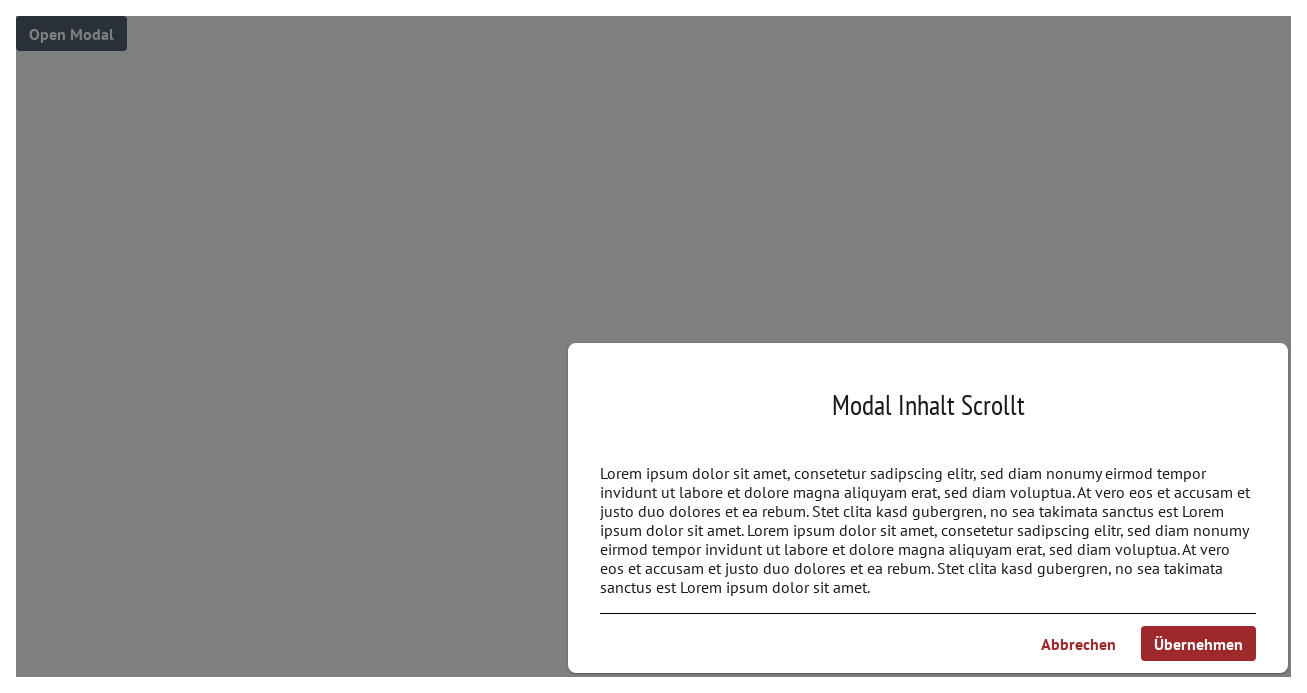 Open Modal
Modal Inhalt Scrollt
Lorem ipsum dolor sit amet, consetetur sadipscing elitr, sed diam nonumy eirmod tempor
invidunt ut labore et dolore magna aliquyam erat, sed diam voluptua. At vero eos et accusam et
justo duo dolores et ea rebum. Stet clita kasd gubergren, no sea takimata sanctus est Lorem
ipsum dolor sit amet. Lorem ipsum dolor sit amet, consetetur sadipscing elitr, sed diam nonumy
eirmod tempor invidunt ut labore et dolore magna aliquyam erat, sed diam voluptua. At vero
eos et accusam et justo duo dolores et ea rebum. Stet clita kasd gubergren, no sea takimata
sanctus est Lorem ipsum dolor sit amet.
Abbrechen
Übernehmen